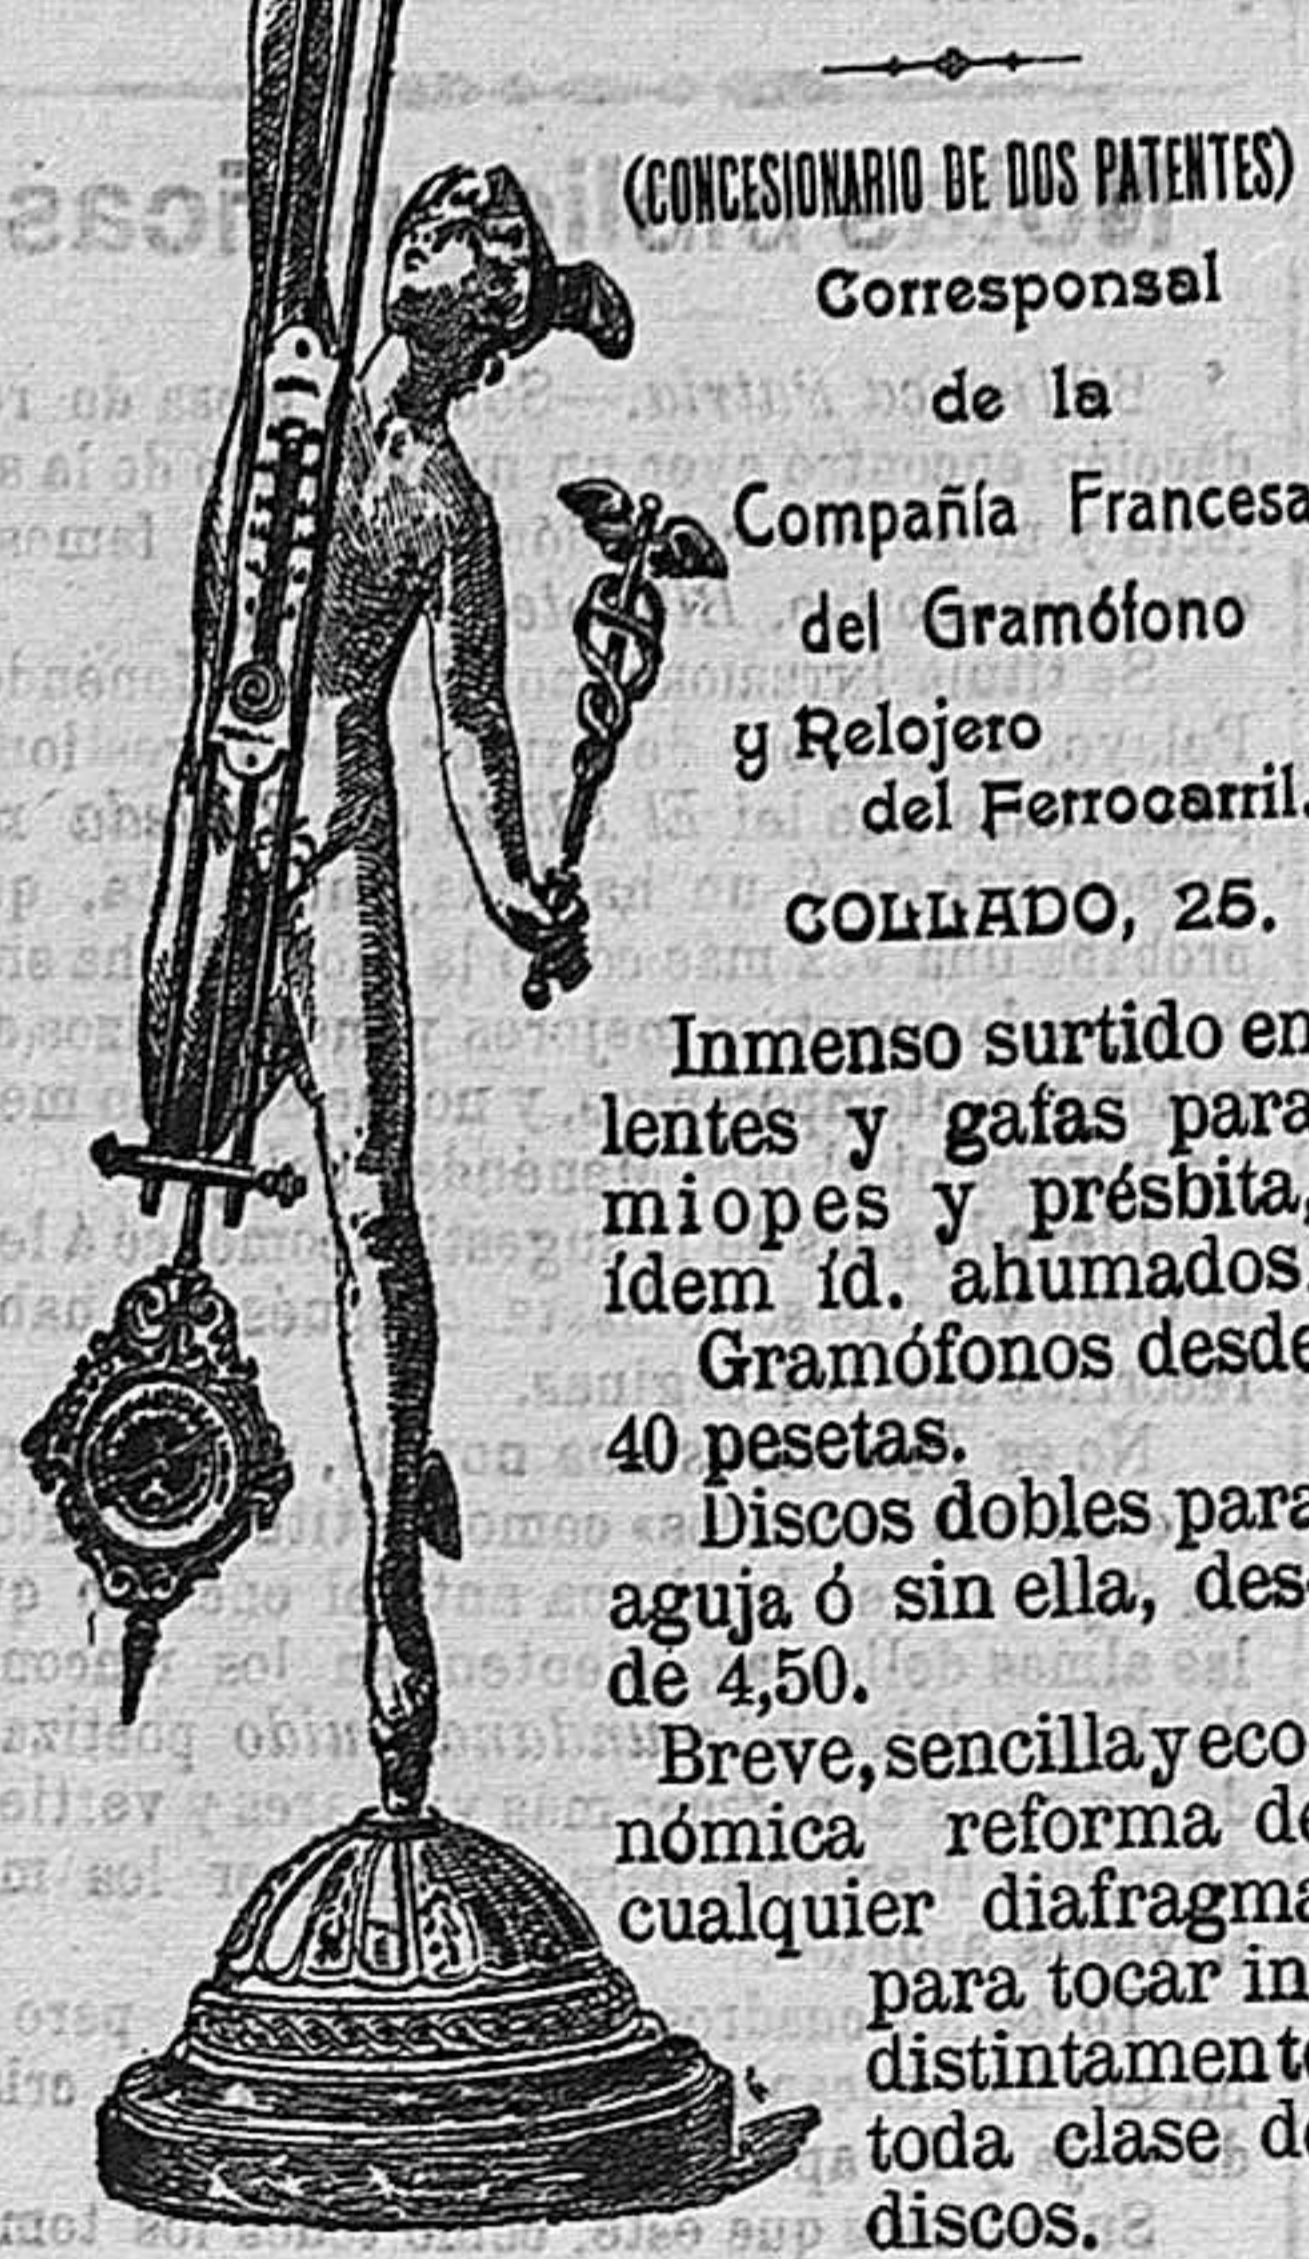 (CONCESIONARIO DE DOS PATENTES)
Corresponsal
de la
Compañía Francesa
del Gramófono
y Relojero
del Ferrocarril.
COLLADO, 25.
Inmenso surtido en
lentes y gafas para
miopes y présbita,
ídem íd. ahumados
Gramófonos desde
40 pesetas.
Discos dobles para
aguja ó sin ella, des-
de 4,50.
Breve, sencilla y eco-
nómica reforma de
cualquier diafragma
para tocar in-
distintamente
toda clase de
discos.